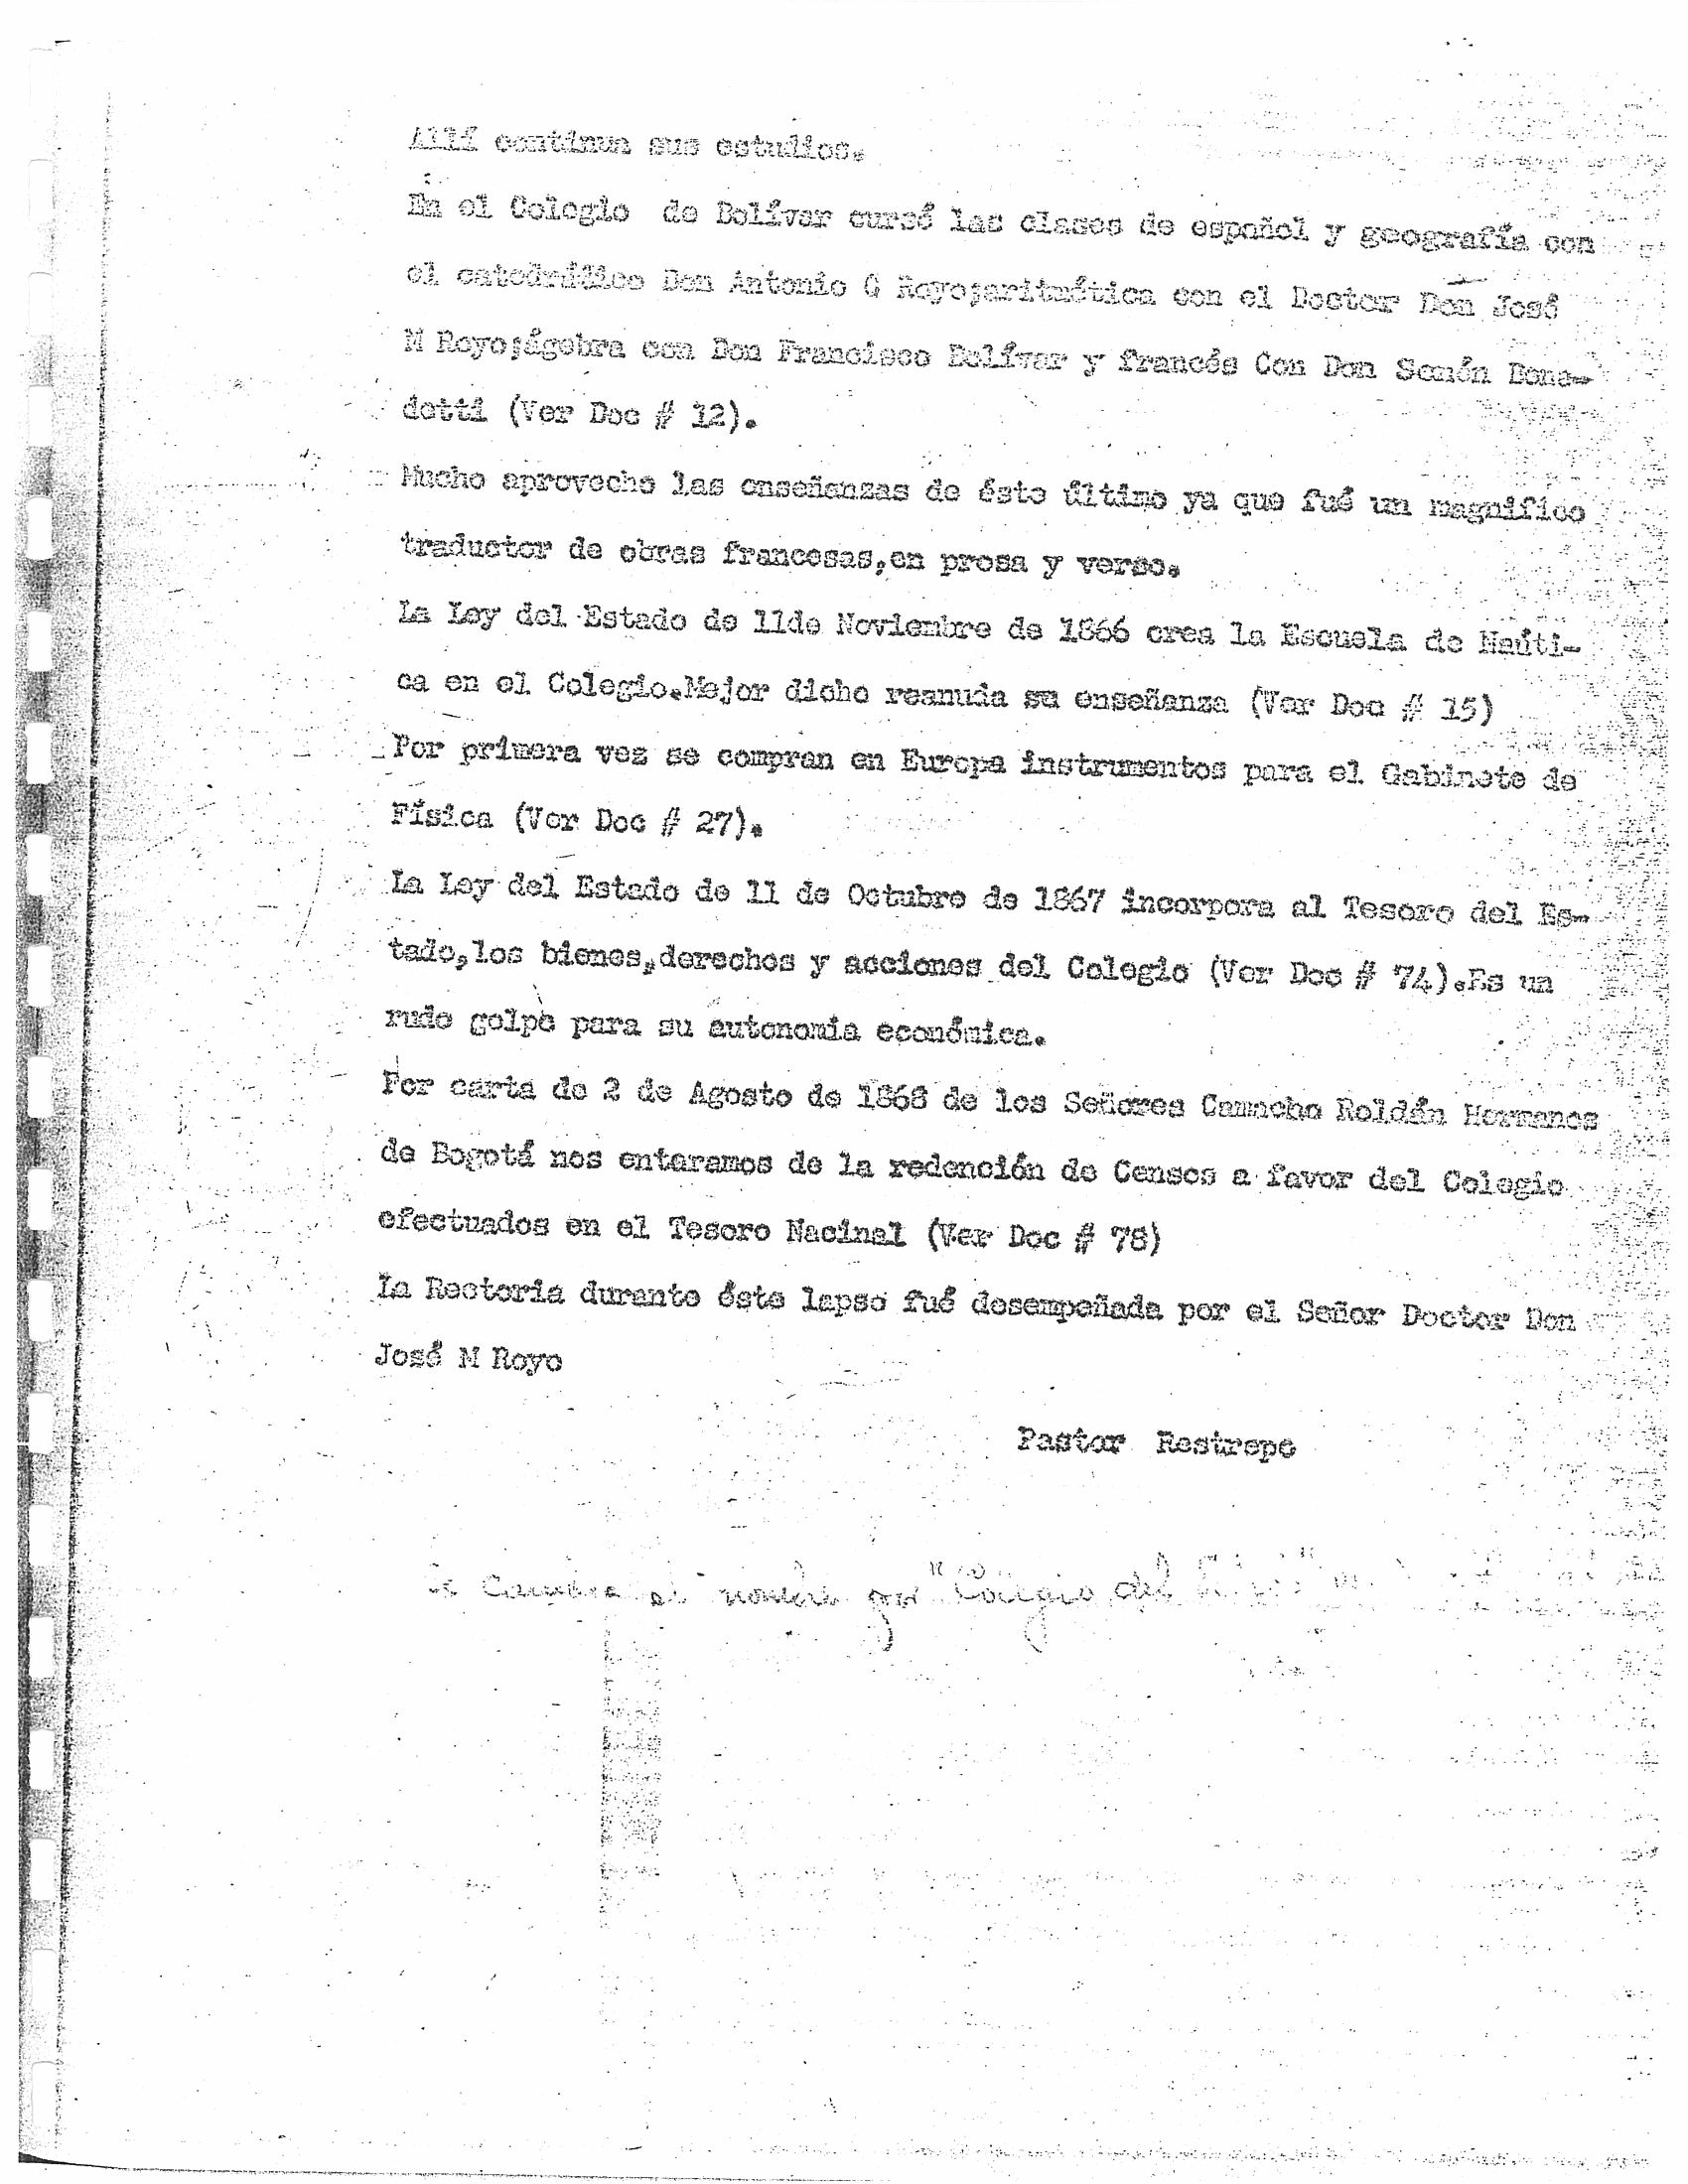 Allí continua sus estudios.
En el Colegio de Bolívar cursó las clases de español y geografía con
el catedrático Don Antonio G Royo;aritmética con el Doctor Don José
M Royo;ágebra con Don Francisco Bolívar y francés Con Don Semón Bone-
detti (Ver Doc # 12).
Mucho aprovecho las enseñanzas de ésto último ya que fué un magnifico
traductor de obras francesas,en prosa y verso.
La Ley del Estado de 11de Noviembre de 1866 crea la Escuela de Naúti-
ca en el Colegio.Mejor dicho reanuda su enseñanza (Ver Doc # 15)
Por primera vez se compran en Europa instrumentos para el Gabinete de
Física (Ver Doc # 27).
La Ley del Estado de 11 de Octubre de 1867 incorpora al Tesoro del Es-
tado,los bienes,derechos y acciones del Colegio (Ver Doc # 74).Es un
rudo golpe para su autonomía económica.
Por carta de 2 de Agosto de 1868 de los Señores Camacho Roldán Hermanos
de Bogotá nos enteramos de la redención de Censos a favor del Colegio
efectuados en el Tesoro Nacinal (Ver Doc # 78)
La Rectoria durante éste lapso fué desempeñada por el Señor Doctor Don
José M Royo
Pastor Restrepo
Se cambia el nombre por "Colegio del